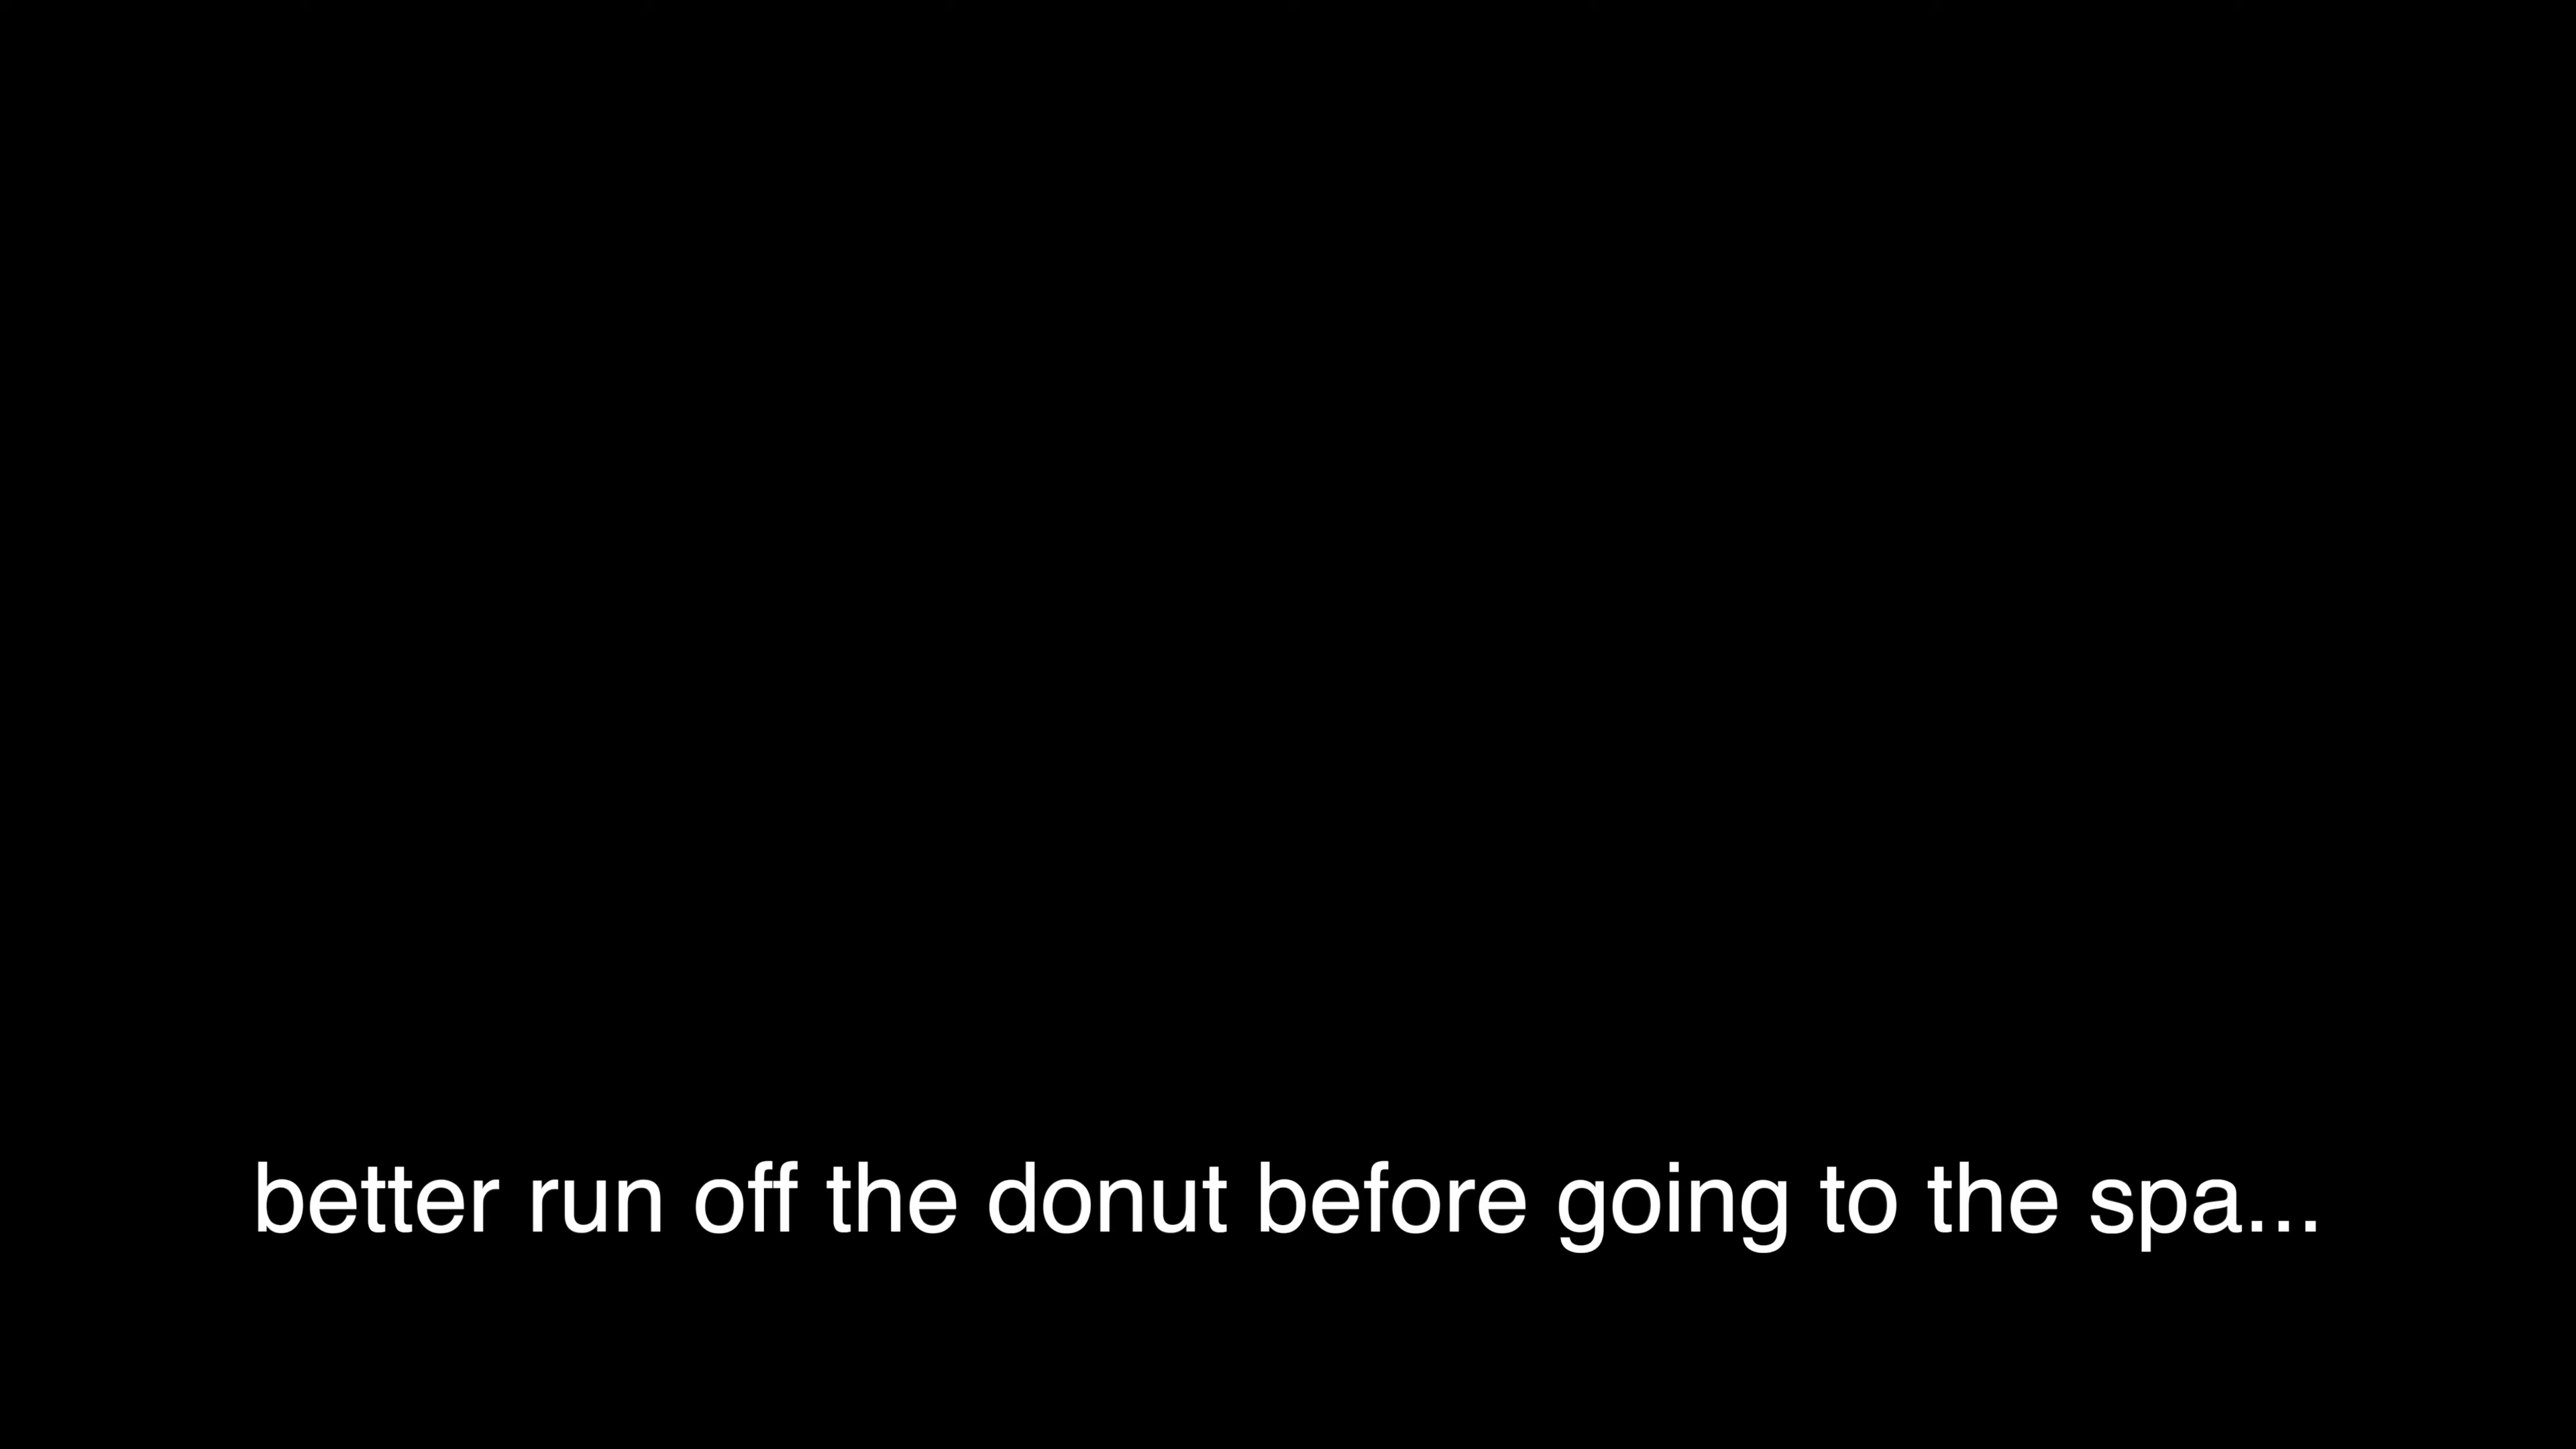 better run off the donut before going to the spa...